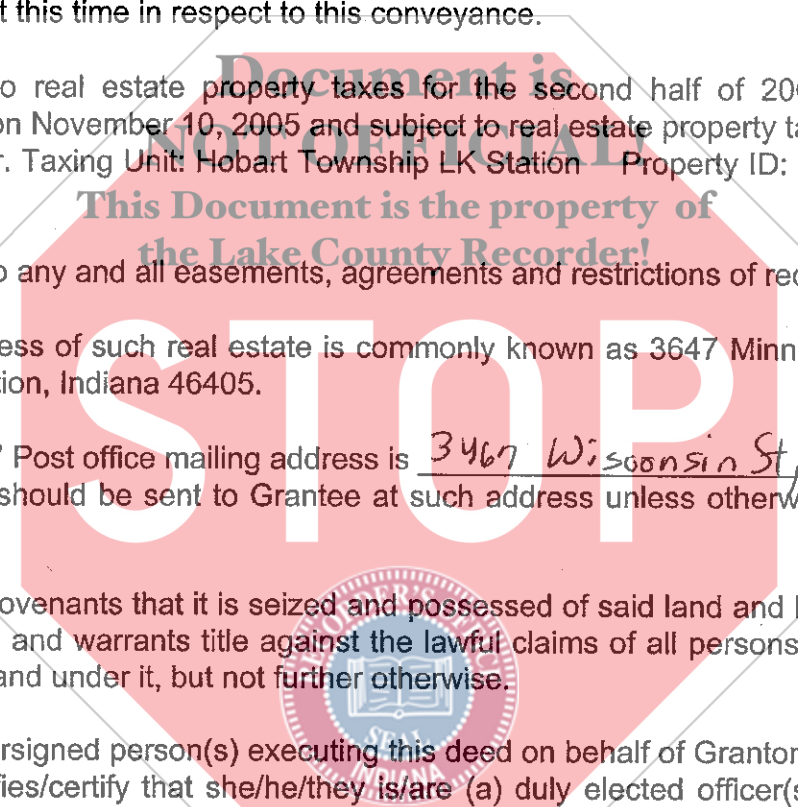 t this time in respect to this conveyance.
Document is
o real estate property taxes for the second half of 20
on November 10, 2005 and subject to real estate property ta
NOT OFFICIAL!
r. Taxing Unit: Hobart Township LK Station Property ID:
This Document is the property of
the Lake County Recorder!
o any and all easements, agreements and restrictions of rec
STOP
ess of such real estate is commonly known as 3647 Minn
tion, Indiana 46405.
Post office mailing address is 3467 Wisconsin St,
should be sent to Grantee at such address unless otherw
ovenants that it is seized and possessed of said land and
and warrants title against the lawful claims of all persons
and under it, but not further otherwise.
SEAL
INDIANA
rsigned person(s) executing this deed on behalf of Grantor
fies/certify that she/he/they is/are (a) duly elected officer(s